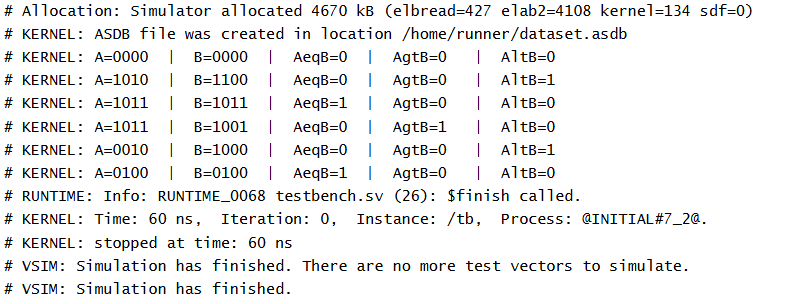 # Allocation: Simulator allocated 4670 kB (elbread=427 elab2=4108 kernel=134 sdf=0)
# KERNEL: ASDB file was created in location /home/runner/dataset.asdb
# KERNEL: A=0000 | B=0000 | AeqB=0 | AgtB=0 | AltB=0
# KERNEL: A=1010 | B=1100 | AeqB=0 | AgtB=0 | AltB=1
# KERNEL: A=1011 | B=1011 | AeqB=1 | AgtB=0 | AltB=0
# KERNEL: A=1011 | B=1001 | AeqB=0 | AgtB=1 | AltB=0
# KERNEL: A=0010 | B=1000 | AeqB=0 | AgtB=0 | AltB=1
# KERNEL: A=0100 | B=0100 | AeqB=1 | AgtB=0 | AltB=0
# RUNTIME: Info: RUNTIME_0068 testbench.sv (26): $finish called.
# KERNEL: Time: 60 ns, Iteration: 0, Instance: /tb, Process: @INITIAL#7_2@.
# KERNEL: stopped at time: 60 ns
# VSIM: Simulation has finished. There are no more test vectors to simulate.
# VSIM: Simulation has finished.